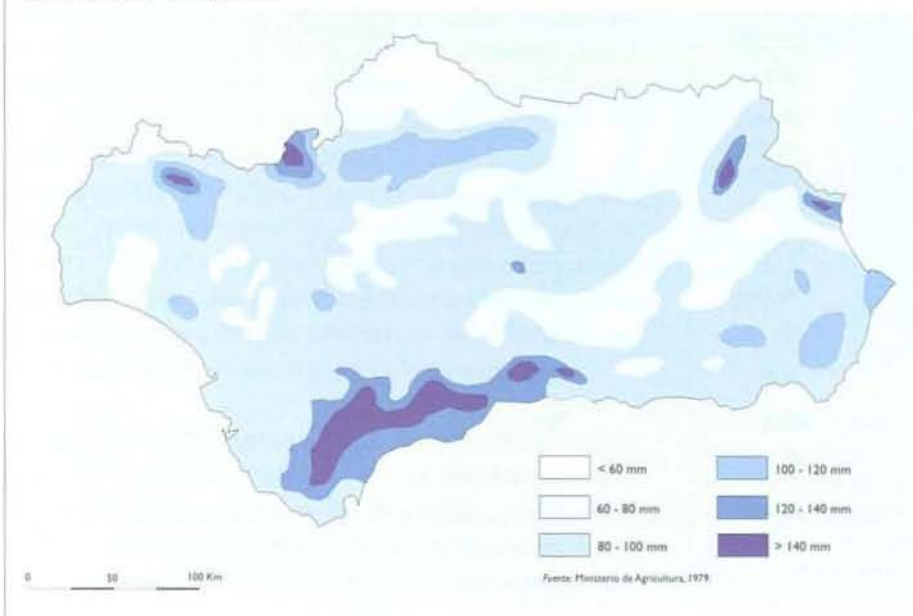 < 60 mm
60 - 80 mm
80 - 100 mm
100 - 120 mm
120 - 140 mm
> 140 mm
0 50 100 Km
Fuente: Ministerio de Agricultura, 1979